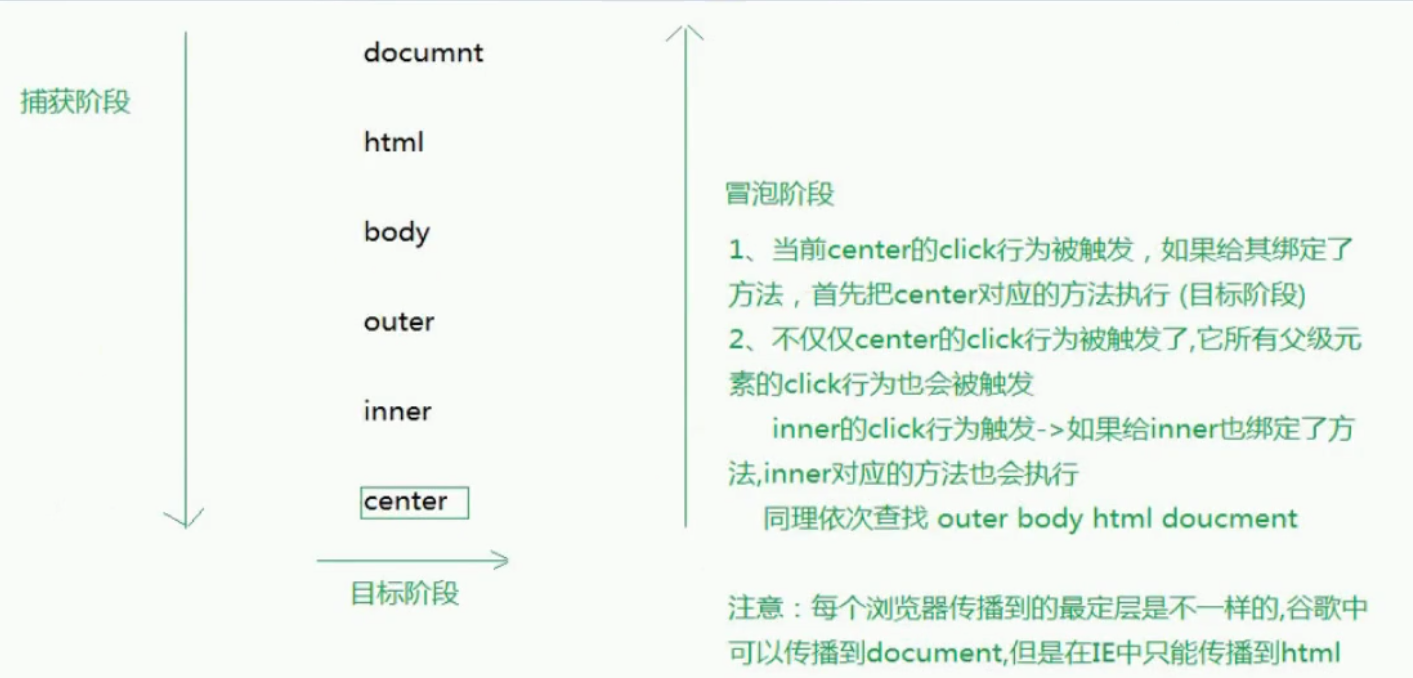 documnt
捕获阶段
html
body
outer
inner
center
目标阶段
冒泡阶段
1、当前center的click行为被触发，如果给其绑定了
方法，首先把center对应的方法执行 (目标阶段)
2、不仅仅center的click行为被触发了,它所有父级元
素的click行为也会被触发
inner的click行为触发->如果给inner也绑定了方
法,inner对应的方法也会执行
同理依次查找 outer body html doucment
注意：每个浏览器传播到的最定层是不一样的,谷歌中
可以传播到document,但是在IE中只能传播到html